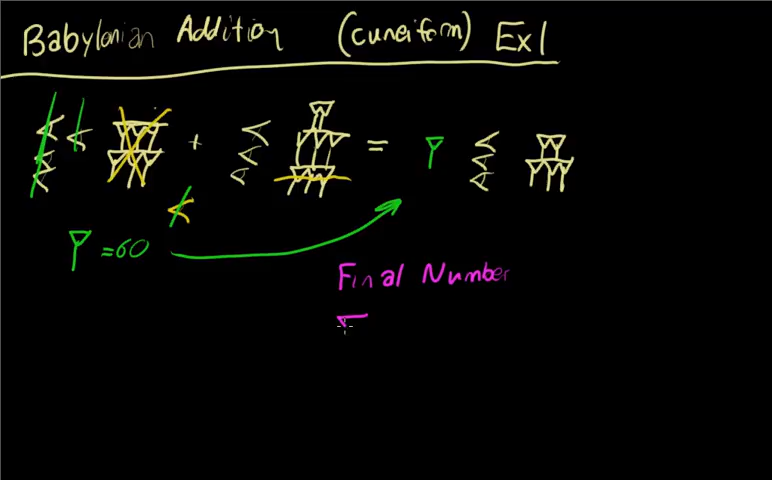 Babylonian Addition (cuneiform) Ex1
+ =
= 60
Final Number